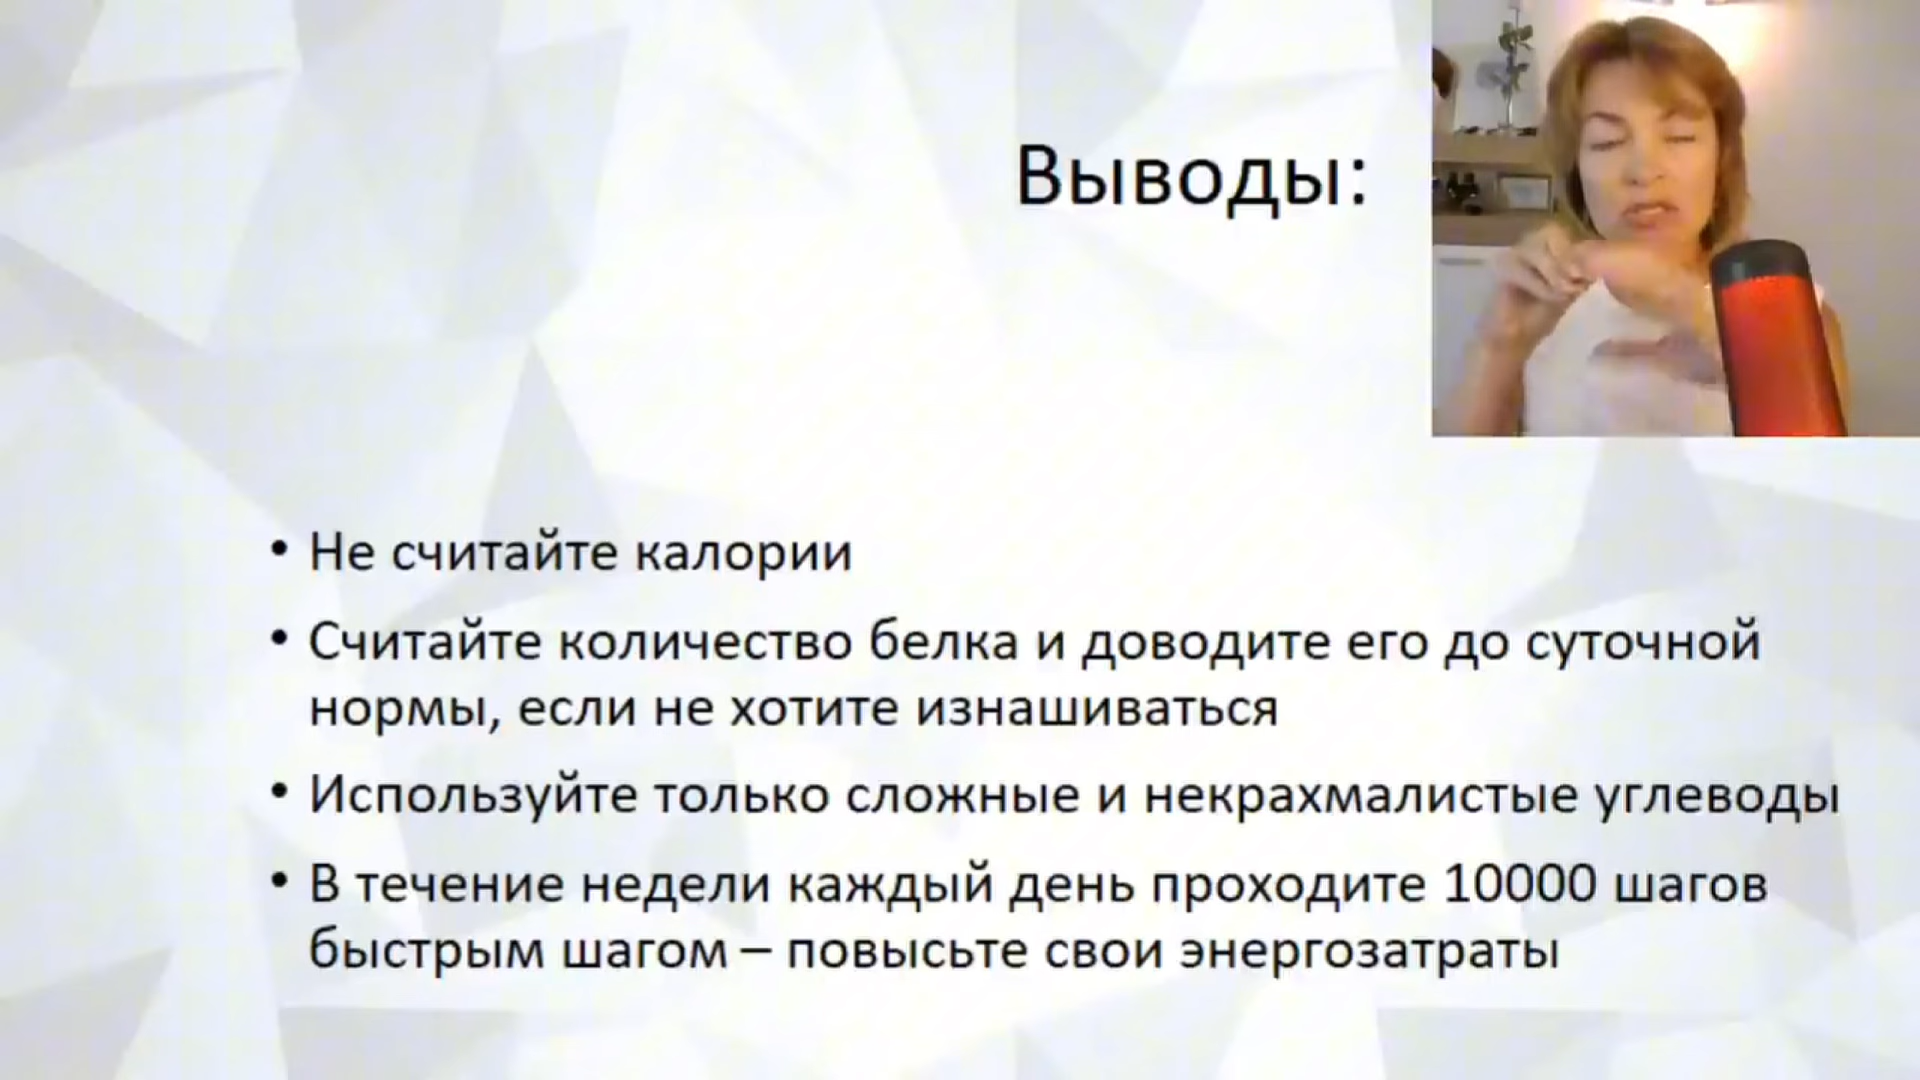 Выводы:
• Не считайте калории
• Считайте количество белка и доводите его до суточной
нормы, если не хотите изнашиваться
• Используйте только сложные и некрахмалистые углеводы
• В течение недели каждый день проходите 10000 шагов
быстрым шагом – повысьте свои энергозатраты